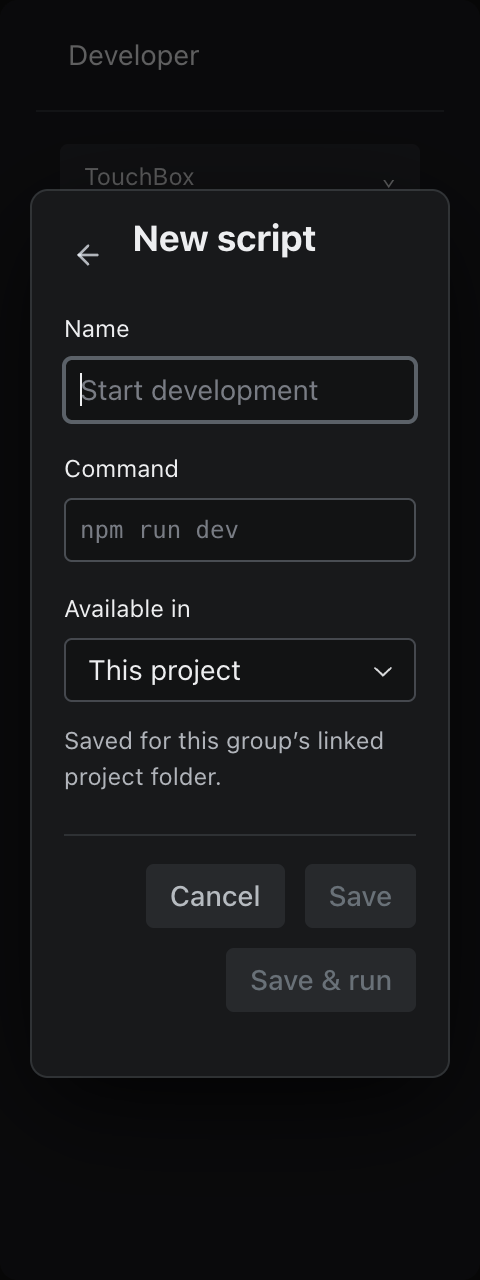 Developer
TouchBox
New script
Name
Start development
Command
npm run dev
Available in
This project
Saved for this group’s linked
project folder.
Cancel
Save
Save & run